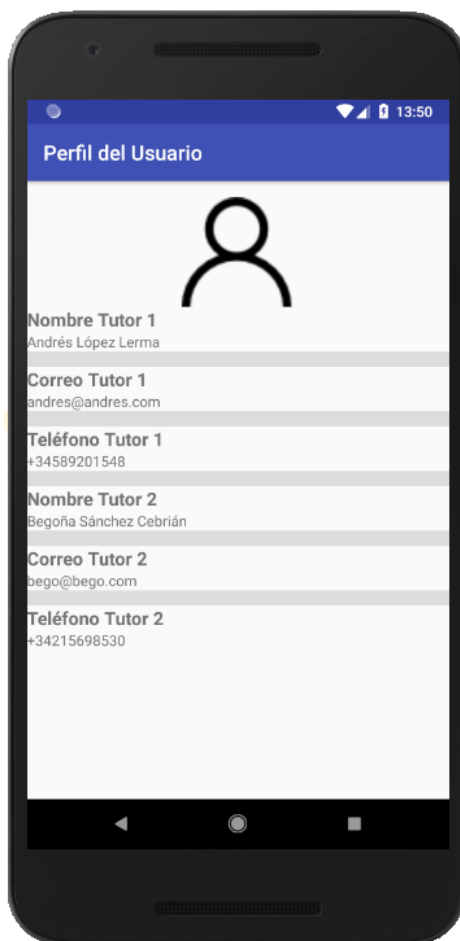 13:50
Perfil del Usuario
Nombre Tutor 1
Andrés López Lerma
Correo Tutor 1
andres@andres.com
Teléfono Tutor 1
+34589201548
Nombre Tutor 2
Begoña Sánchez Cebrián
Correo Tutor 2
bego@bego.com
Teléfono Tutor 2
+34215698530